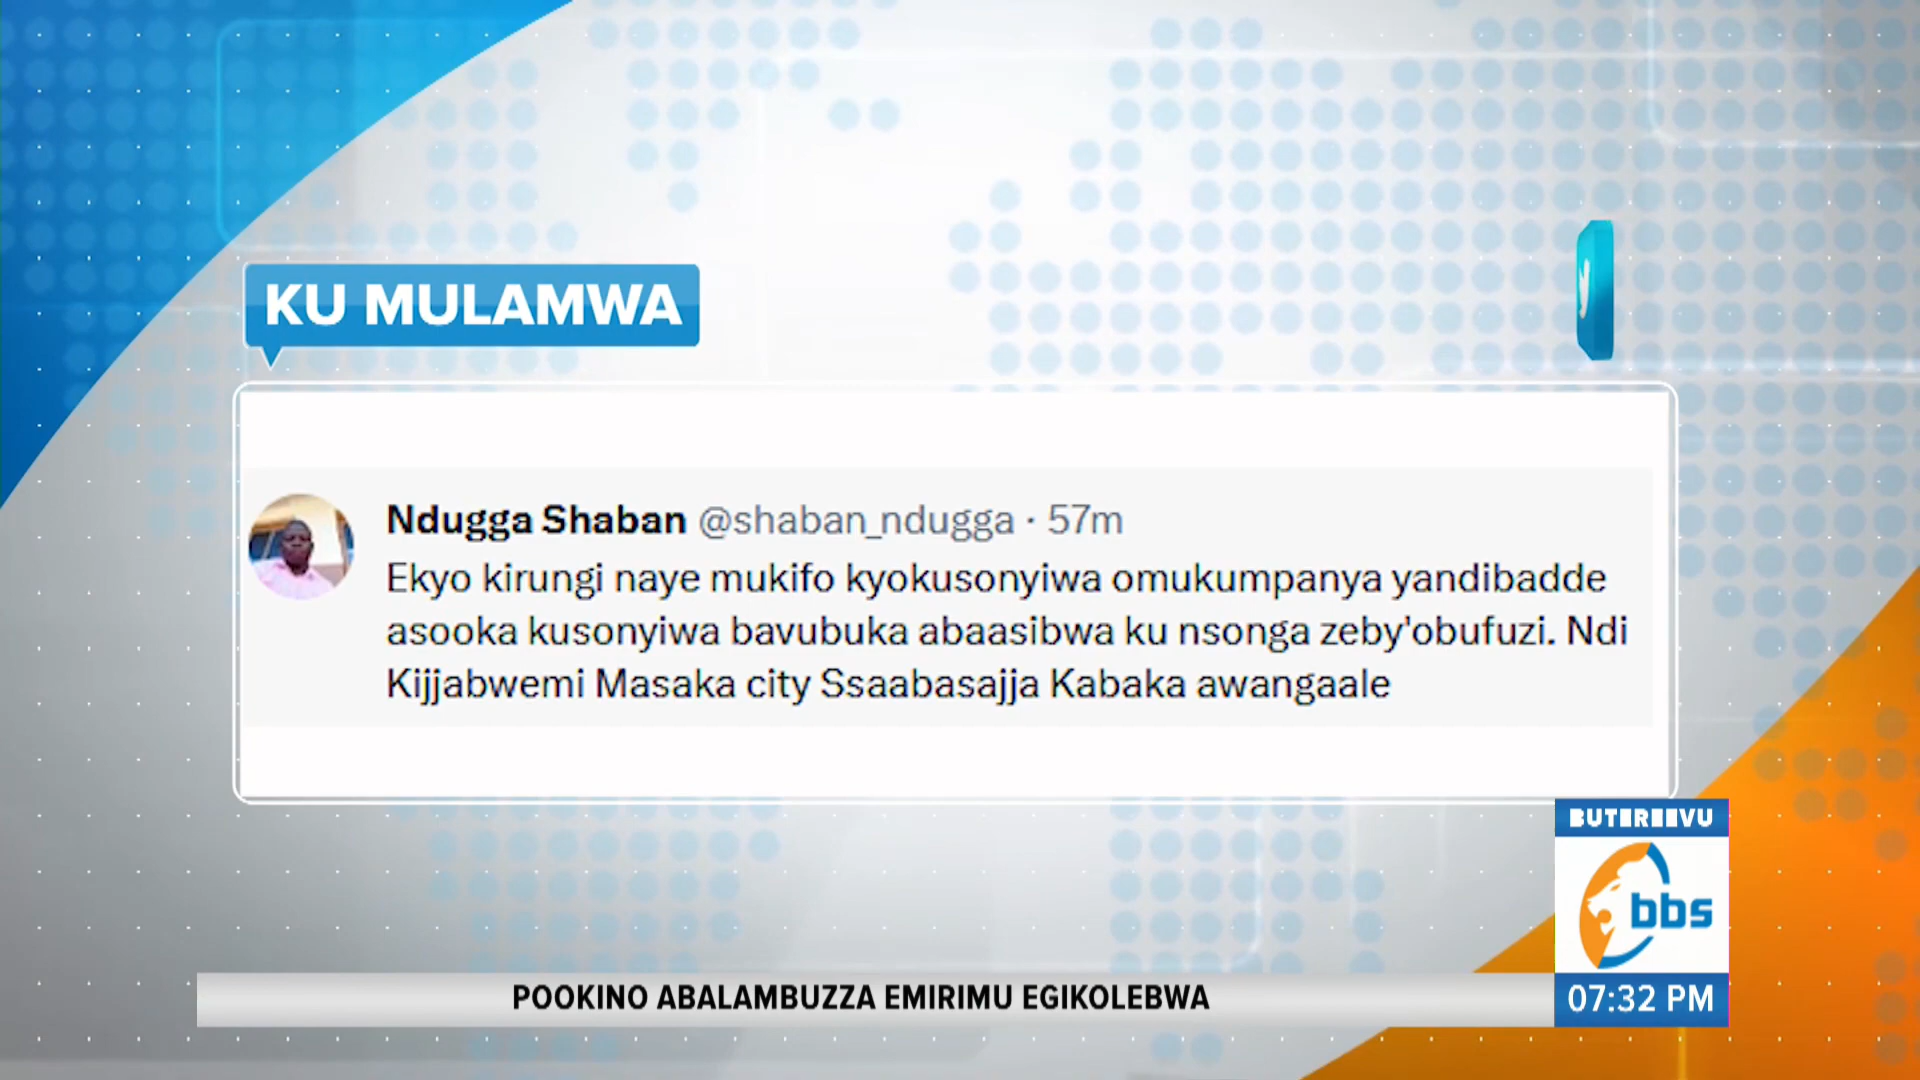 KU MULAMWA
Ndugga Shaban @shaban_ndugga · 57m
Ekyo kirungi naye mukifo kyokusonyiwa omukumpanya yandibadde
asooka kusonyiwa bavubuka abaasibwa ku nsonga zeby'obufuzi. Ndi
Kijjabwemi Masaka city Ssaabasajja Kabaka awangaale
BUTEREEVU
bbs
POOKINO ABALAMBUZZA EMIRIMU EGIKOLEBWA
07:32 PM